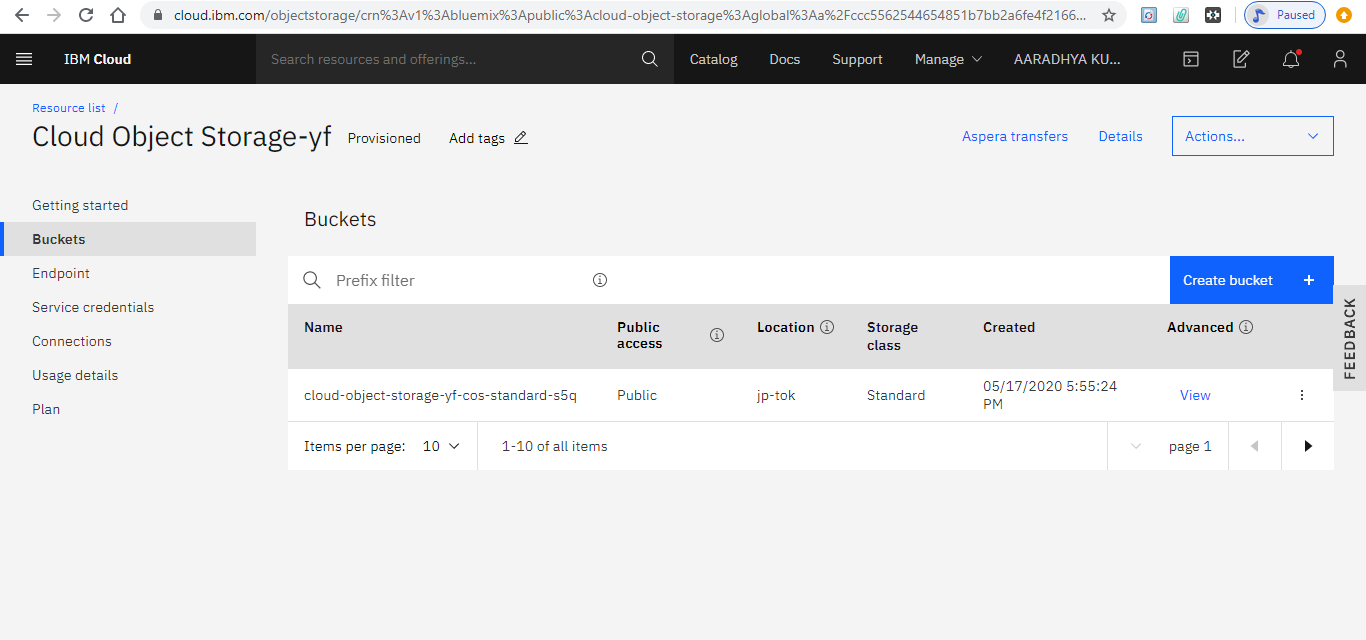 cloud.ibm.com/objectstorage/crn%3Av1%3Abluemix%3Apublic%3Acloud-object-storage%3Aglobal%3Aa%2Fccc5562544654851b7bb2a6fe4f2166...
Paused
IBM Cloud
Search resources and offerings...
Catalog
Docs
Support
Manage
AARADHYA KU...
Resource list /
Cloud Object Storage-yf
Provisioned
Add tags
Aspera transfers
Details
Actions...
Getting started
Buckets
Endpoint
Service credentials
Connections
Usage details
Plan
Buckets
Prefix filter
Create bucket +
FEEDBACK
Name
Public
access
Location
Storage
class
Created
Advanced
cloud-object-storage-yf-cos-standard-s5q
Public
jp-tok
Standard
05/17/2020 5:55:24
PM
View
Items per page: 10
1-10 of all items
page 1